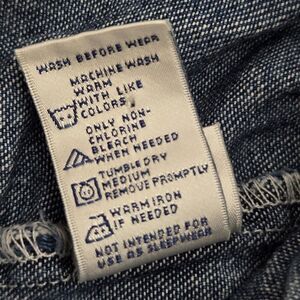 WASH BEFORE WEAR
MACHINE WASH
WARM
WITH LIKE
COLORS
ONLY NON-
CHLORINE
BLEACH
WHEN NEEDED
TUMBLE DRY
MEDIUM
REMOVE PROMPTLY
WARM IRON
IF NEEDED
NOT INTENDED FOR
USE AS SLEEPWEAR